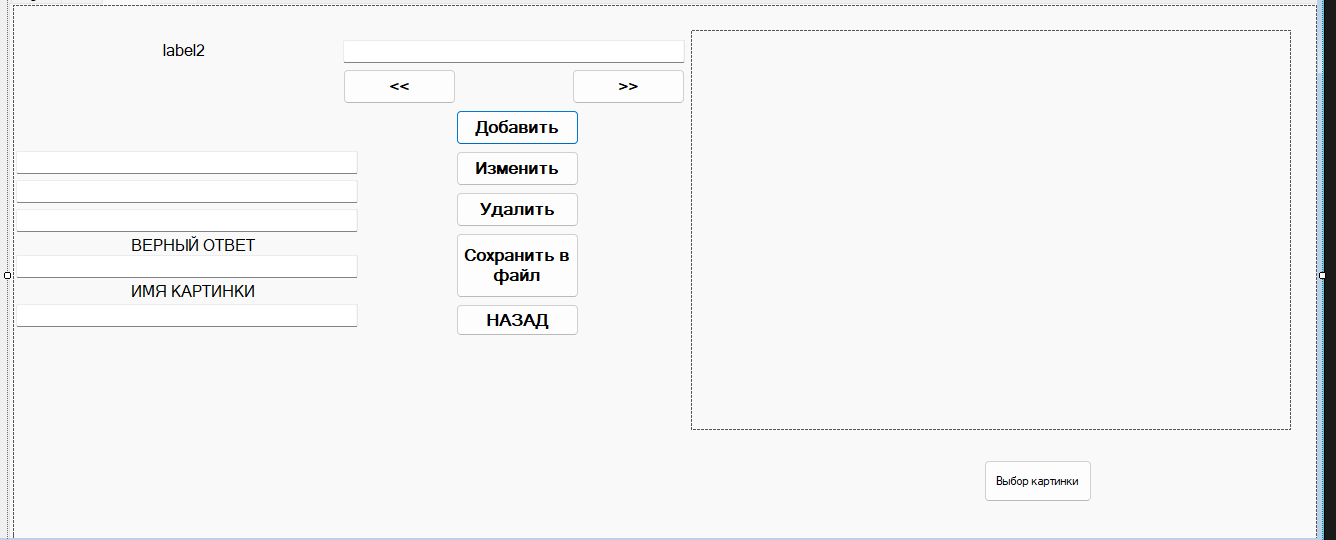 label2
<<
>>
Добавить
Изменить
Удалить
ВЕРНЫЙ ОТВЕТ
Сохранить в
файл
ИМЯ КАРТИНКИ
НАЗАД
Выбор картинки